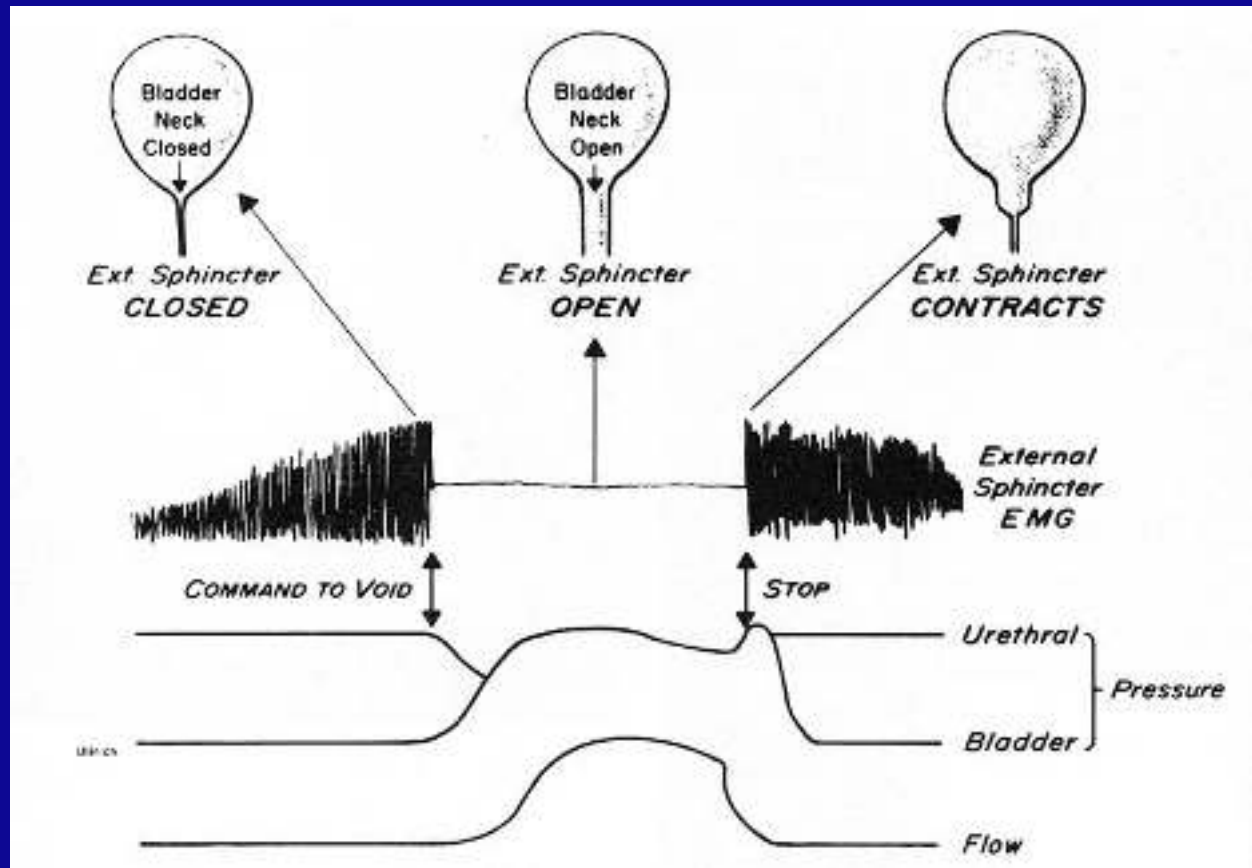 Bladder
Neck
Closed
Ext. Sphincter
CLOSED
Bladder
Neck
Open
Ext. Sphincter
OPEN
Ext. Sphincter
CONTRACTS
External
Sphincter
EMG
COMMAND TO VOID
STOP
Urethral
Pressure
Bladder
Flow